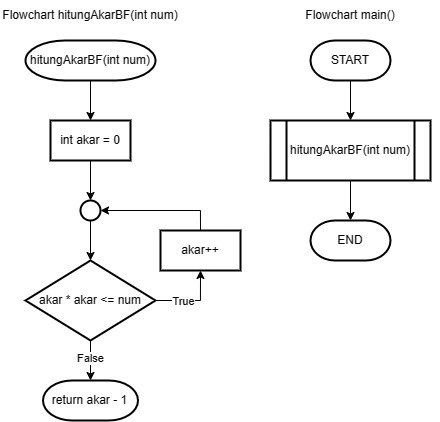 Flowchart hitungAkarBF(int num)
hitungAkarBF(int num)
int akar = 0
akar++
akar * akar <= num
True
False
return akar - 1
Flowchart main()
START
hitungAkarBF(int num)
END